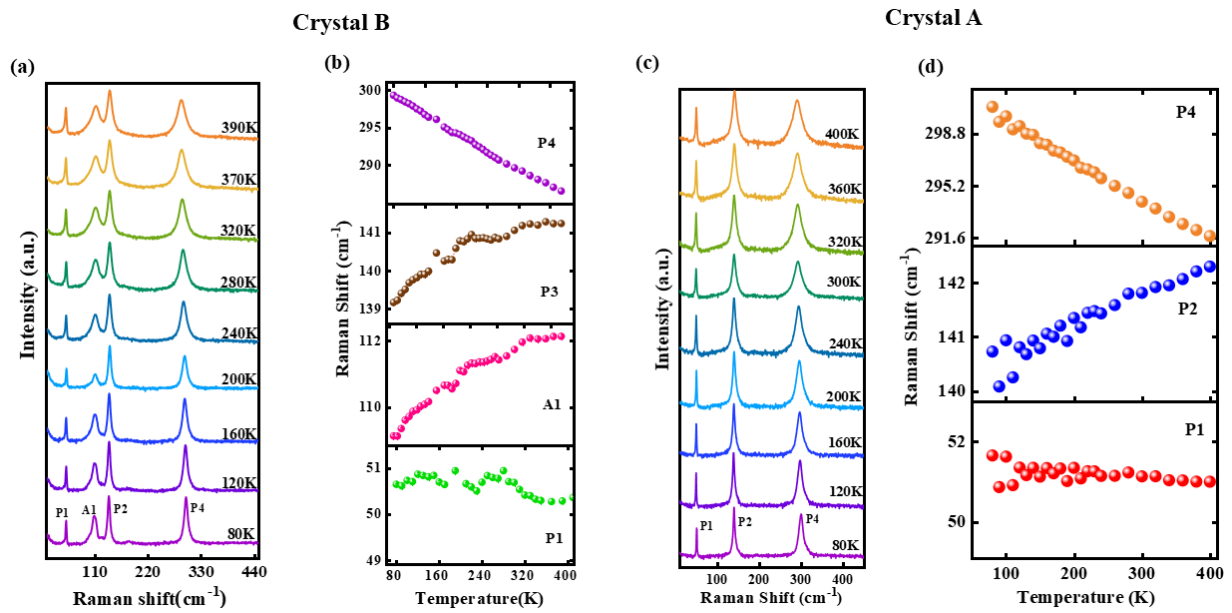 Crystal B
Crystal A
(a)
390K
370K
320K
280K
240K
200K
160K
120K
P1
A1
P2
P4
80K
110
220
330
440
Raman shift(cm-1)
Intensity (a.u.)
(b)
300
295
290
P4
141
140
139
P3
112
110
A1
51
50
49
P1
80
160
240
320
400
Temperature(K)
Raman Shift (cm-1)
(c)
400K
360K
320K
300K
240K
200K
160K
120K
P1
P2
P4
80K
100
200
300
400
Raman Shift (cm-1)
Intensity (a.u.)
(d)
P4
298.8
295.2
291.6
P2
142
141
140
P1
52
50
0
100
200
300
400
Temperature (K)
Raman Shift (cm-1)